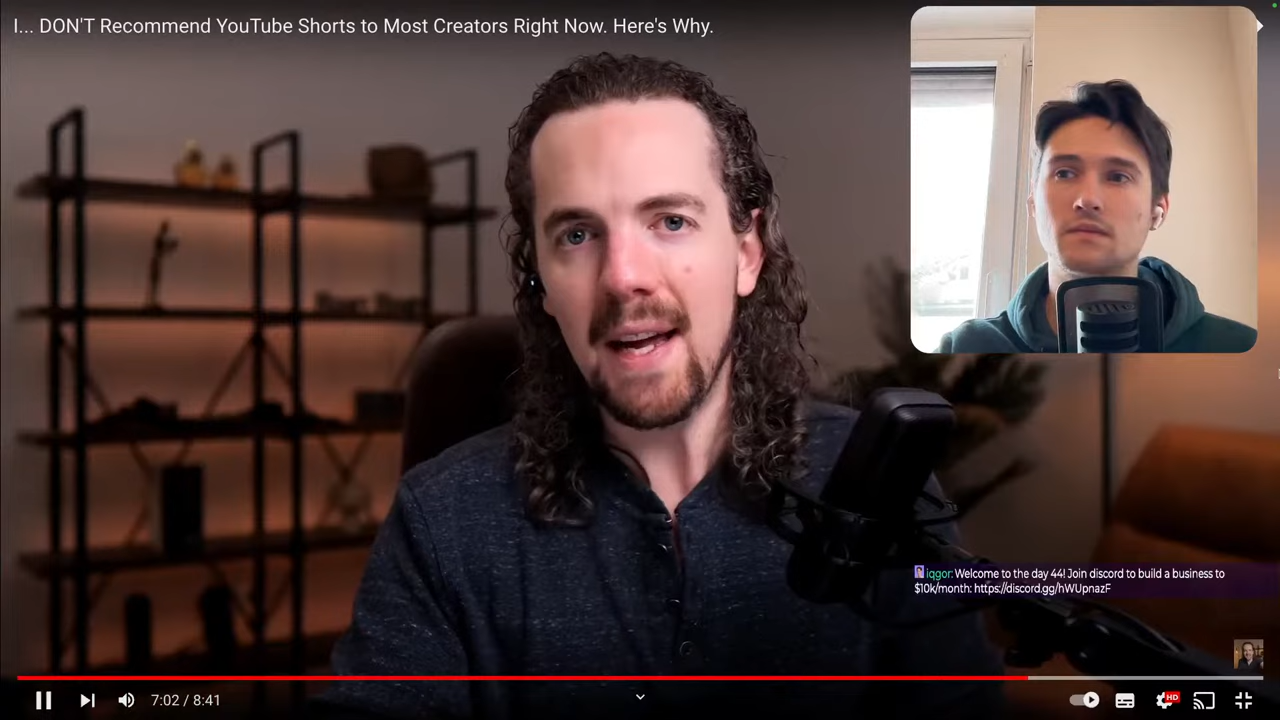 I... DON'T Recommend YouTube Shorts to Most Creators Right Now. Here's Why.
iqgor: Welcome to the day 44! Join discord to build a business to
$10k/month: https://discord.gg/hWUpnazF
7:02 / 8:41
HD